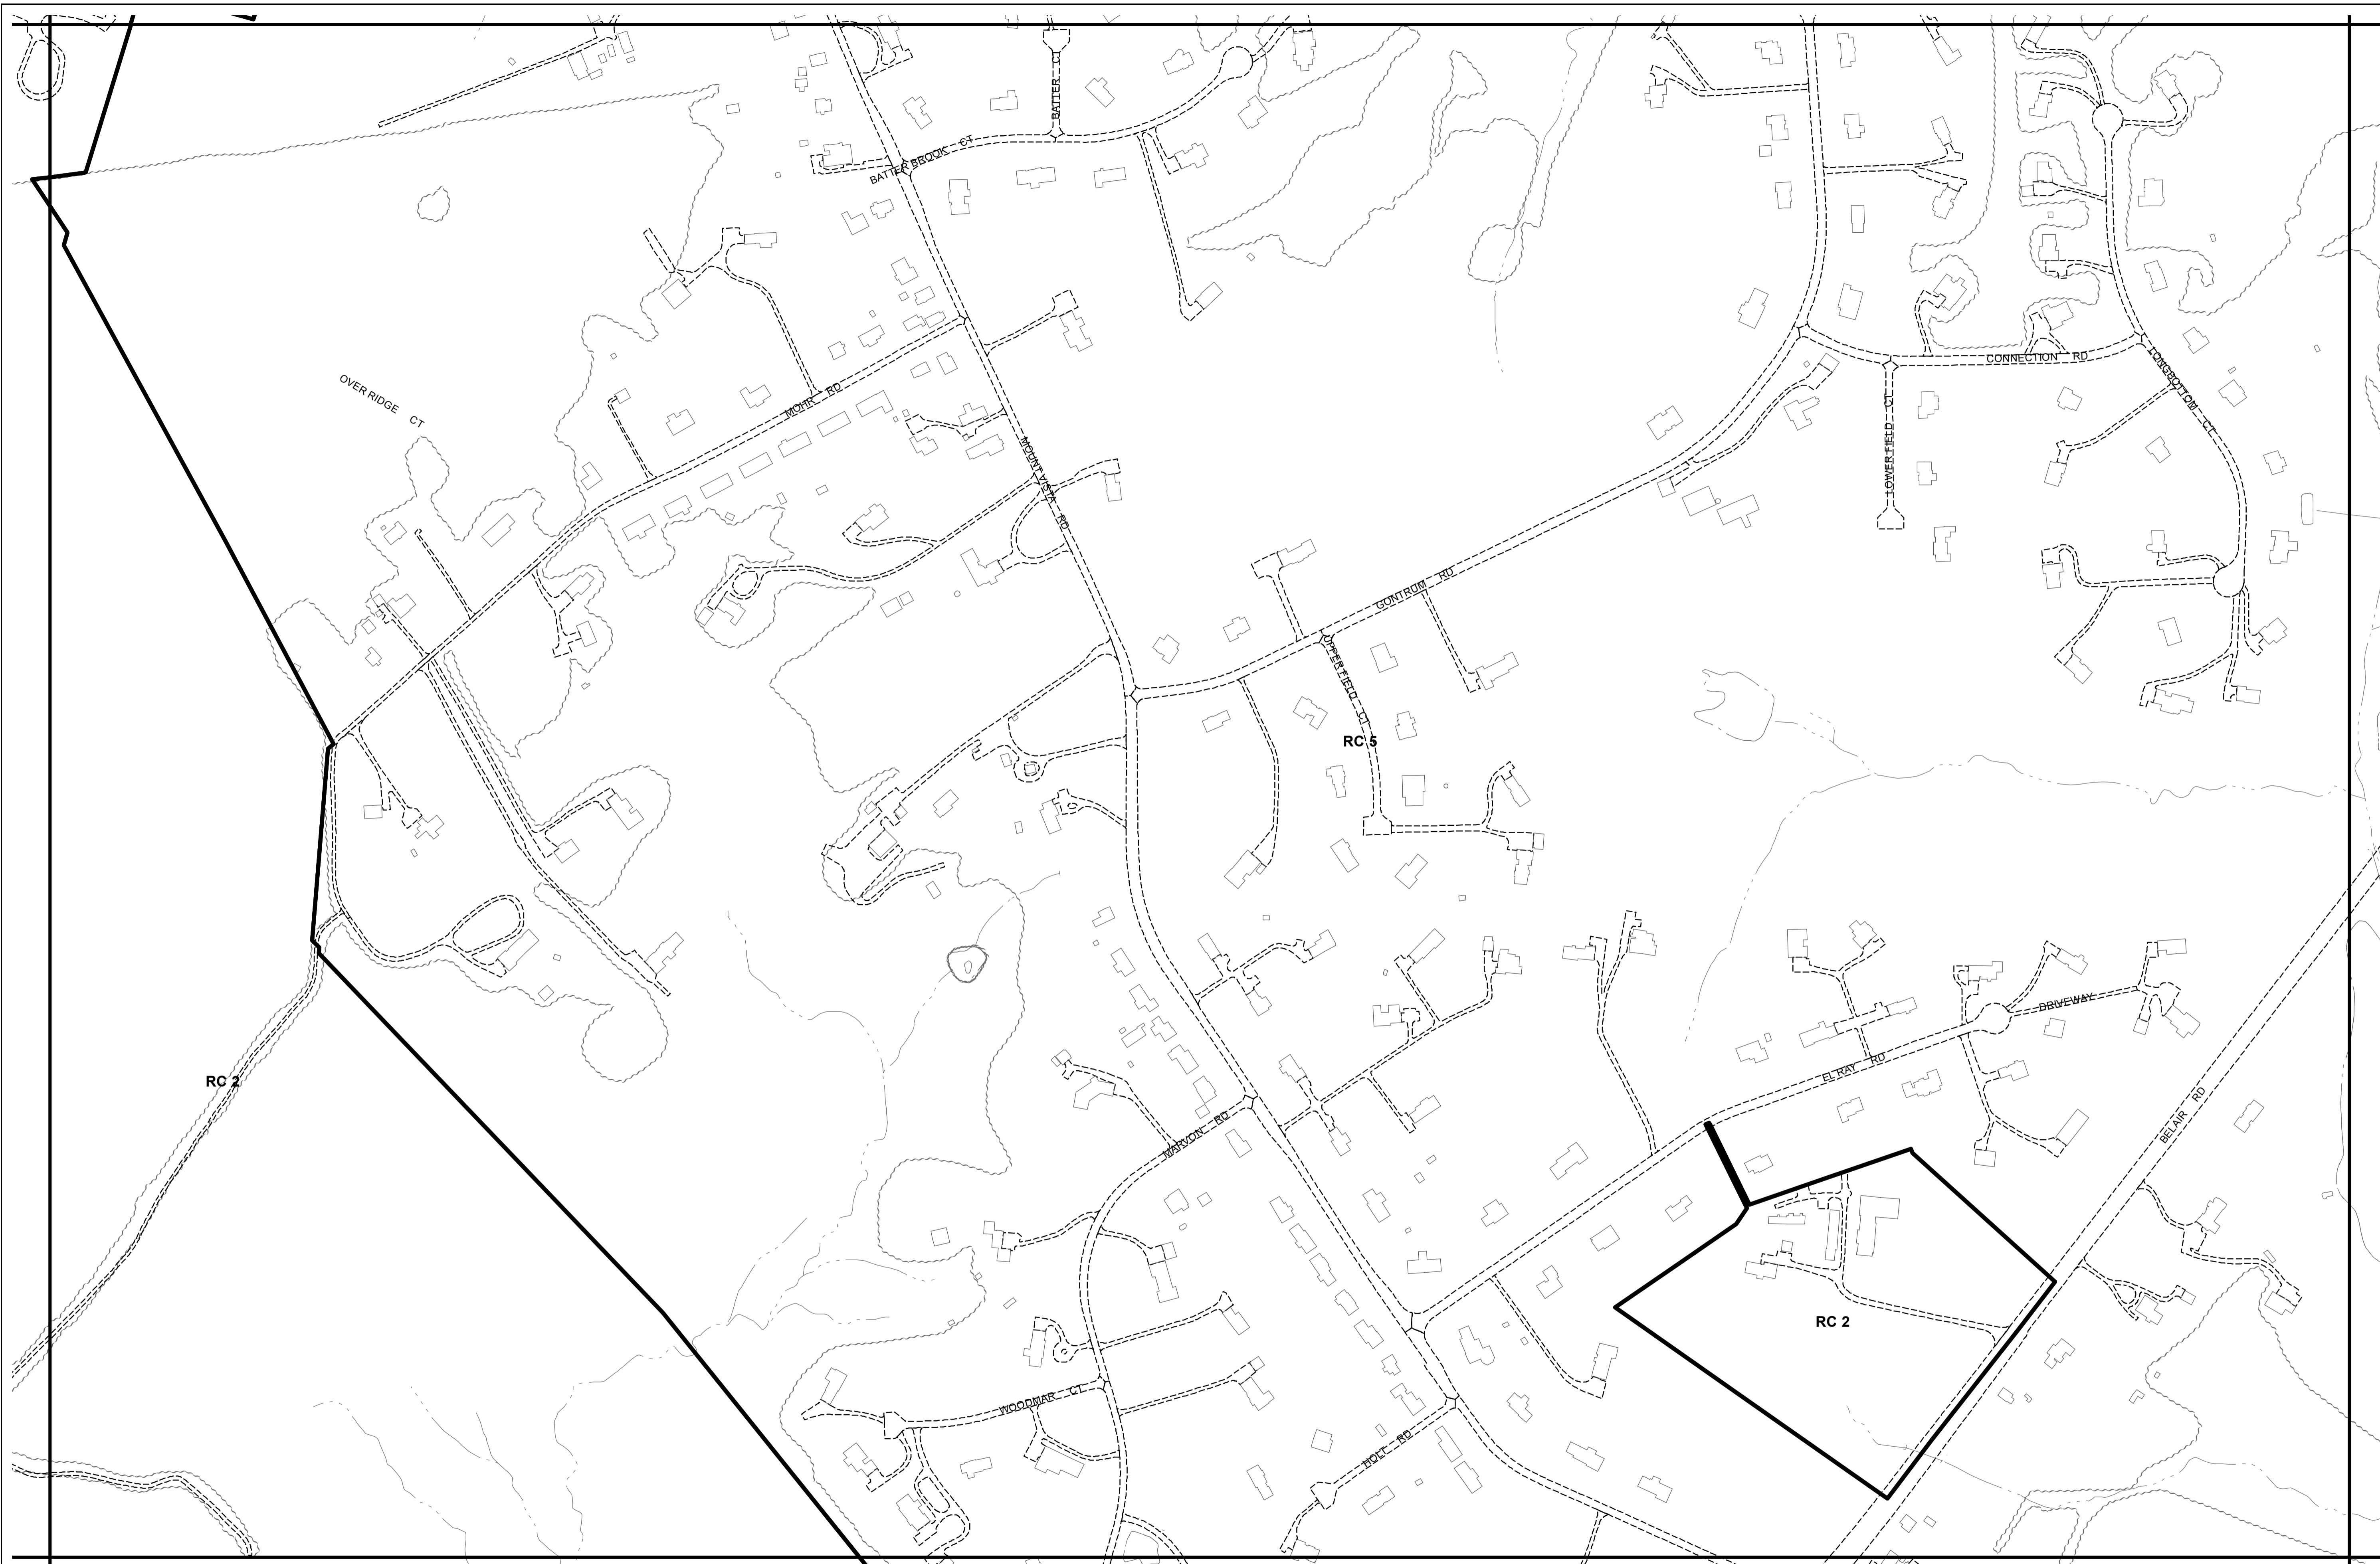 BATTER C
BATTER BROOK CT
OVER RIDGE CT
MOHR RD
MOUNT VISTA RD
CONNECTION RD
LONGBOTTOM CT
LOWER FIELD CT
GONTRUM RD
UPPER FIELD CT
RC 5
DRIVEWAY
EL RAY RD
BELAIR RD
RC 2
MARVON RD
RC 2
WOODMAR CT
HOLT RD